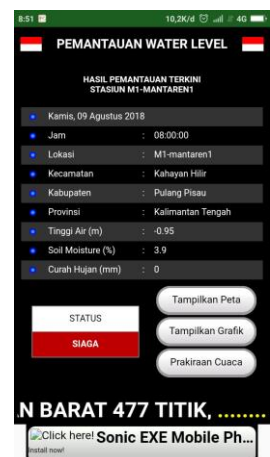 8:51 10,2K/d 4G
PEMANTAUAN WATER LEVEL
HASIL PEMANTAUAN TERKINI
STASIUN M1-MANTAREN1
Kamis, 09 Agustus 2018
Jam : 08:00:00
Lokasi : M1-mantaren1
Kecamatan : Kahayan Hilir
Kabupaten : Pulang Pisau
Provinsi : Kalimantan Tengah
Tinggi Air (m) : -0.95
Soil Moisture (%) : 3.9
Curah Hujan (mm) : 0
STATUS
SIAGA
Tampilkan Peta
Tampilkan Grafik
Prakiraan Cuaca
.N BARAT 477 TITIK, ........
Click here! Sonic EXE Mobile Ph...
Install now!